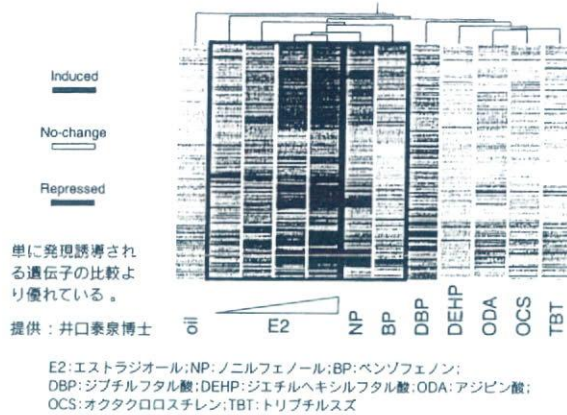 Induced
No-change
Repressed
単に発現誘導され
る遺伝子の比較よ
り優れている。
提供：井口泰泉博士
oil
E2
NP
BP
DBP
DEHP
ODA
OCS
TBT
E2：エストラジオール；NP：ノニルフェノール；BP：ベンゾフェノン；
DBP：ジブチルフタル酸；DEHP：ジエチルヘキシルフタル酸；ODA：アジピン酸；
OCS：オクタクロロスチレン；TBT：トリブチルスズ